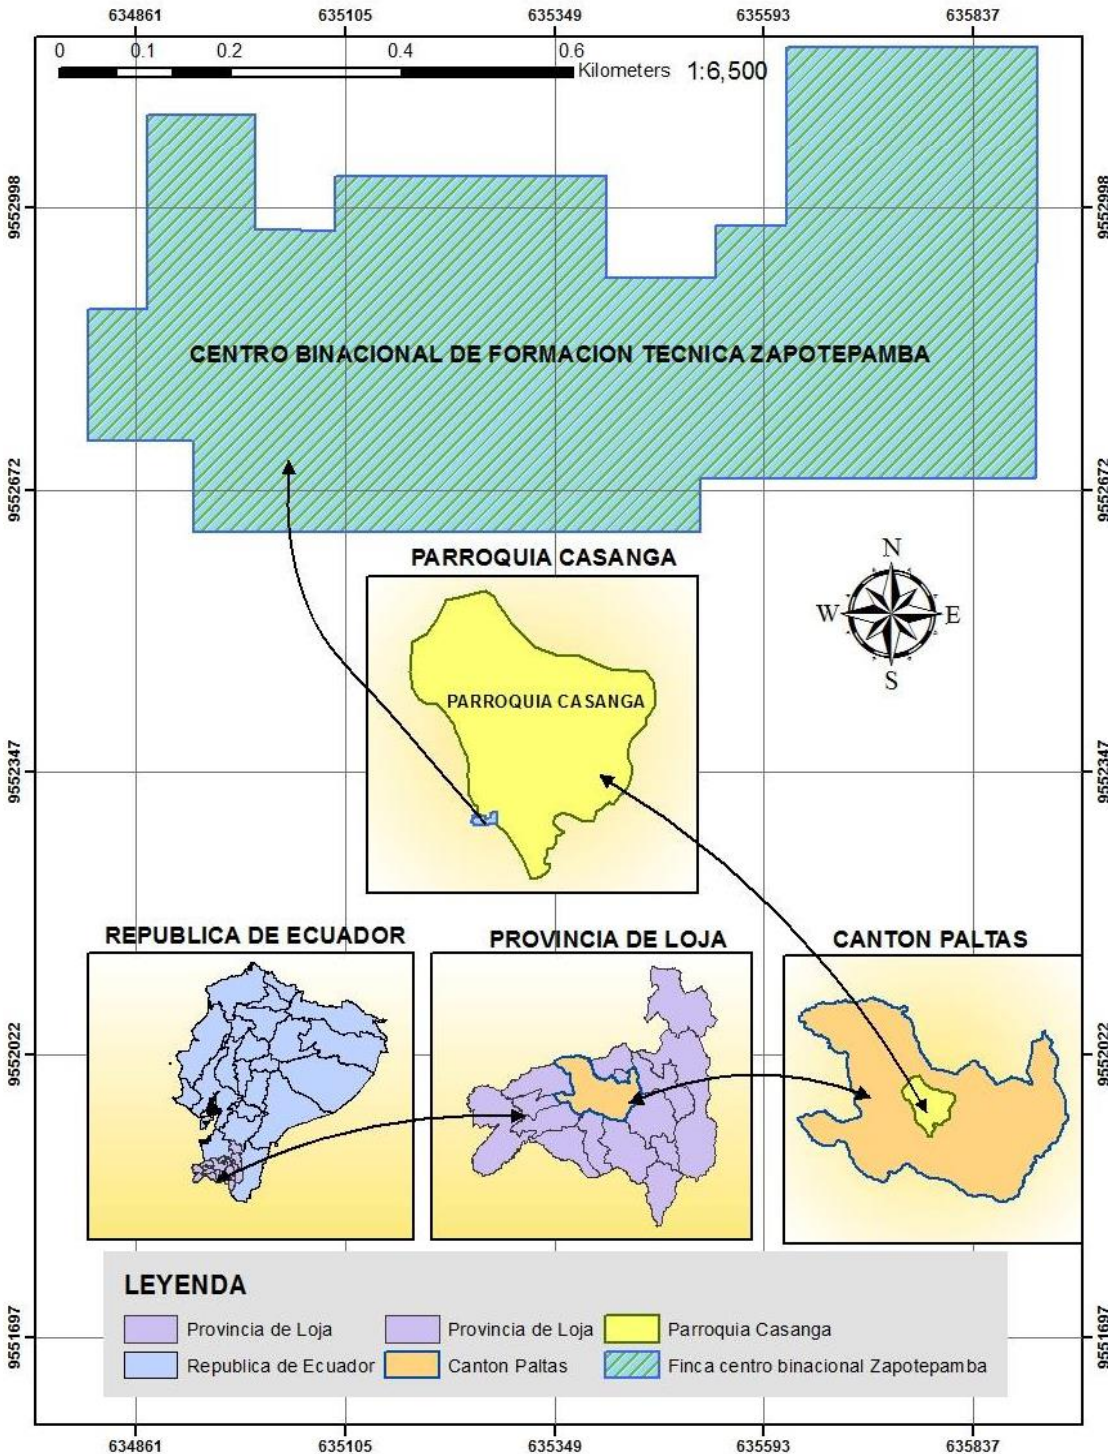 634861 635105 635349 635593 635837
0 0.1 0.2 0.4 0.6
Kilometers 1:6,500
9552998 9552998
CENTRO BINACIONAL DE FORMACION TECNICA ZAPOTEPAMBA
9552672 9552672
PARROQUIA CASANGA
N
W E
S
PARROQUIA CASANGA
9552347 9552347
REPUBLICA DE ECUADOR PROVINCIA DE LOJA CANTON PALTAS
9552022 9552022
LEYENDA
Provincia de Loja Provincia de Loja Parroquia Casanga
Republica de Ecuador Canton Paltas Finca centro binacional Zapotepamba
9551697 9551697
634861 635105 635349 635593 635837